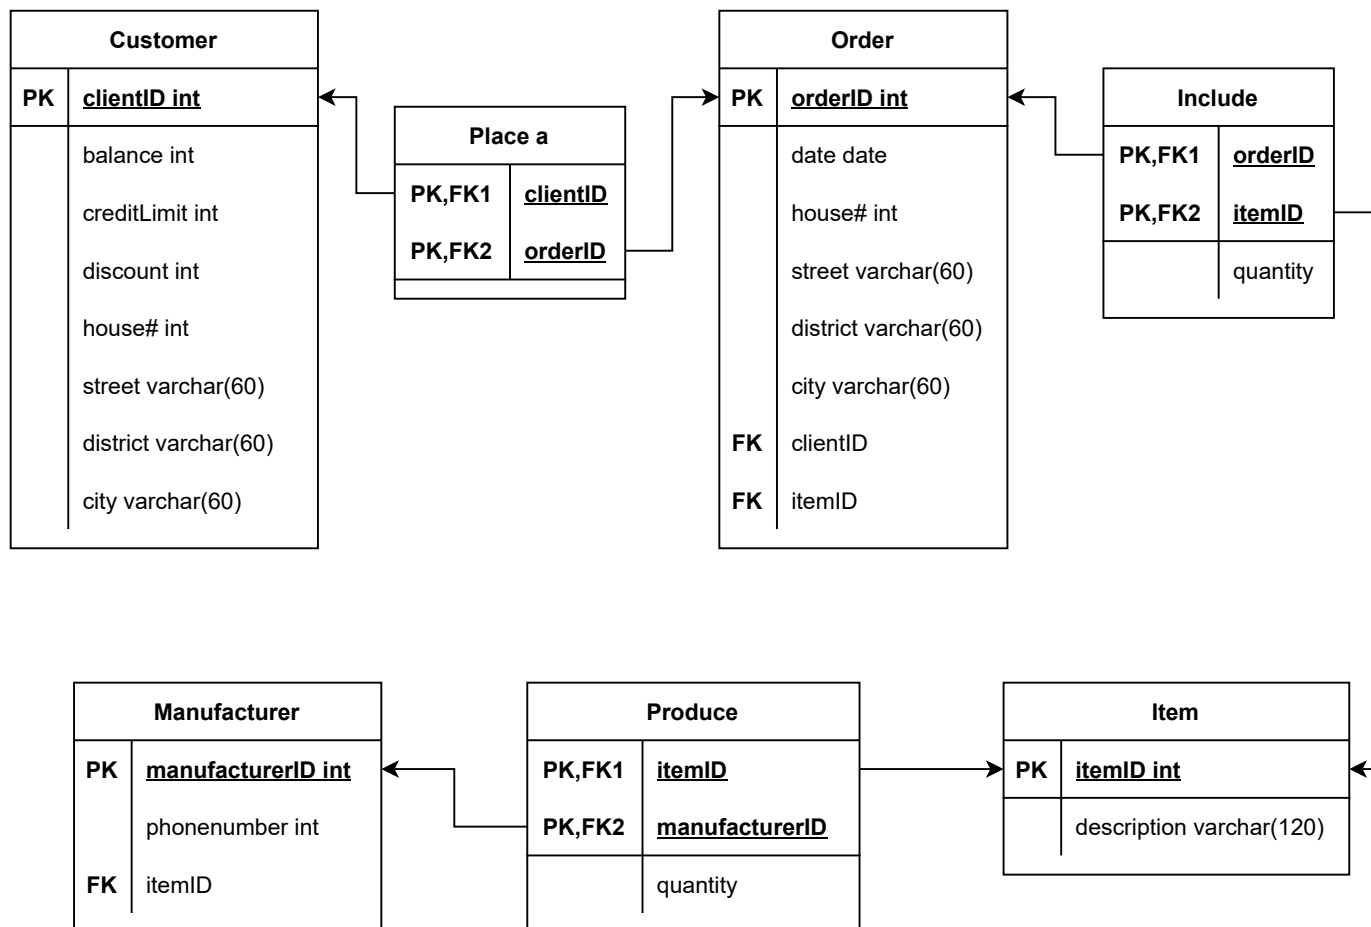 Customer
PK clientID int
balance int
creditLimit int
discount int
house# int
street varchar(60)
district varchar(60)
city varchar(60)
Place a
PK,FK1 clientID
PK,FK2 orderID
Order
PK orderID int
date date
house# int
street varchar(60)
district varchar(60)
city varchar(60)
FK clientID
FK itemID
Include
PK,FK1 orderID
PK,FK2 itemID
quantity
Manufacturer
PK manufacturerID int
phonenumber int
FK itemID
Produce
PK,FK1 itemID
PK,FK2 manufacturerID
quantity
Item
PK itemID int
description varchar(120)